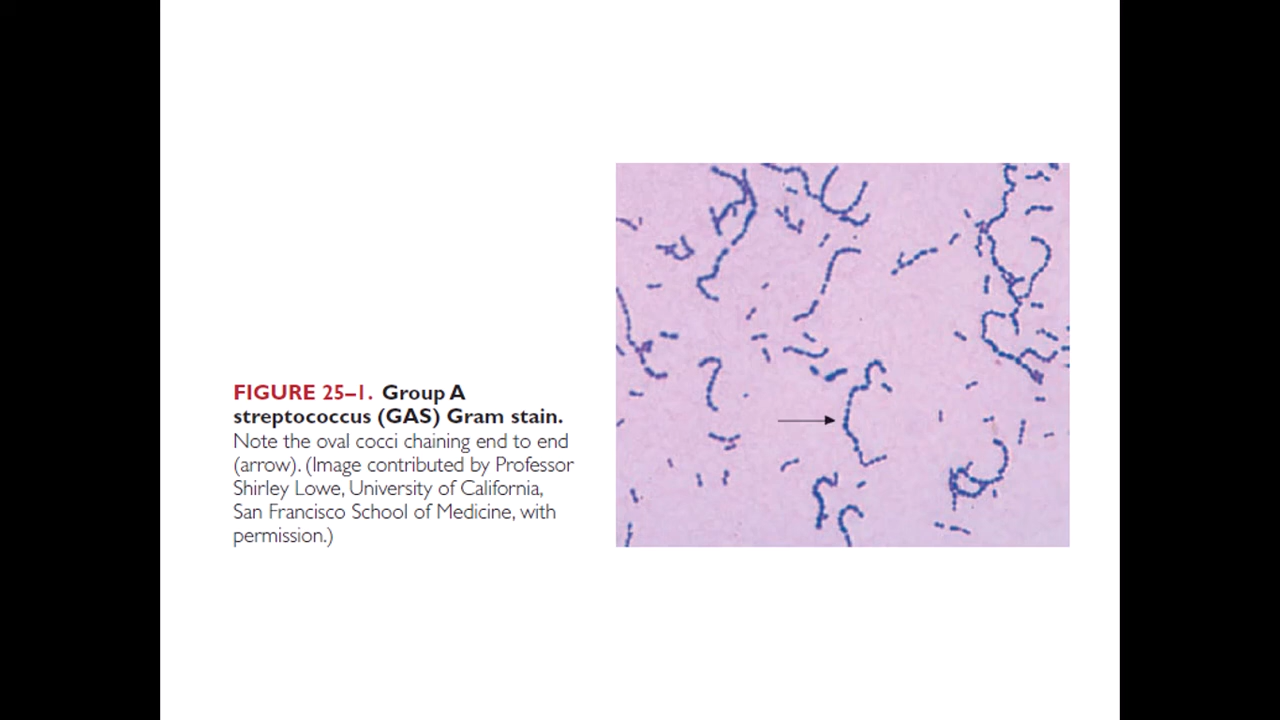 FIGURE 25–1. Group A
streptococcus (GAS) Gram stain.
Note the oval cocci chaining end to end
(arrow). (Image contributed by Professor
Shirley Lowe, University of California,
San Francisco School of Medicine, with
permission.)